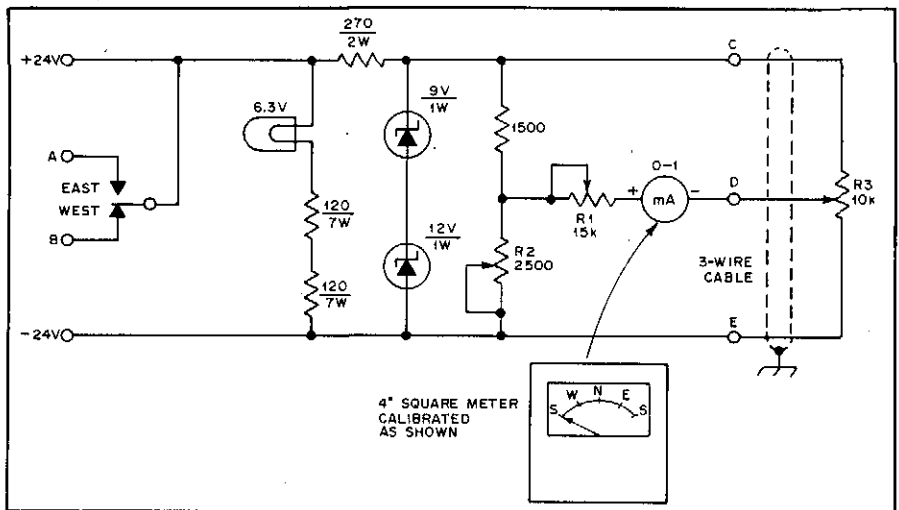 +24V
270
2W
C
6.3V
9V
1W
1500
A
EAST
WEST
B
0-1
+
mA
-
D
R1
15k
R3
10k
120
7W
12V
1W
R2
2500
3-WIRE
CABLE
120
7W
-24V
E
4" SQUARE METER
CALIBRATED
AS SHOWN
S W N E S